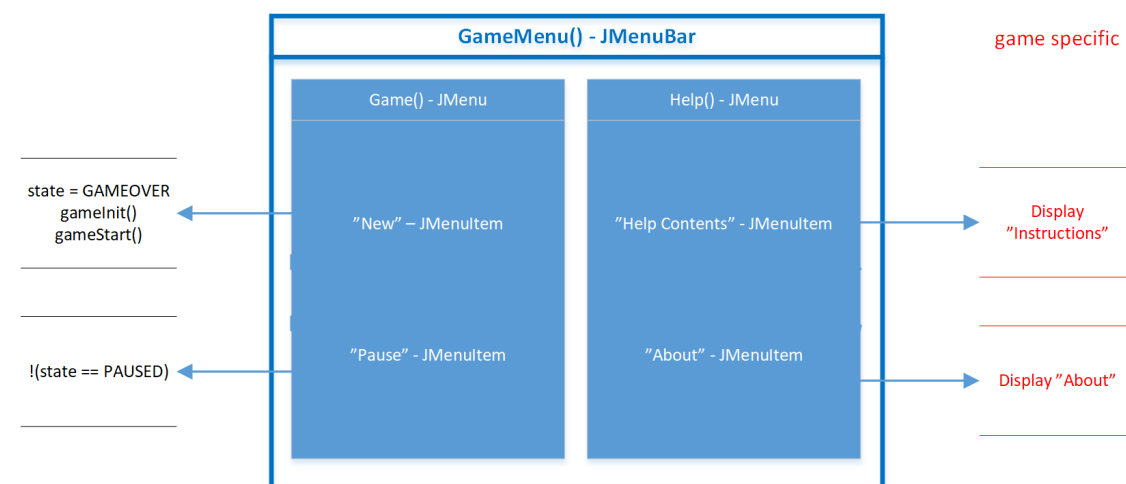 GameMenu() - JMenuBar
game specific
Game() - JMenu
Help() - JMenu
state = GAMEOVER
gameInit()
gameStart()
”New” – JMenuItem
”Help Contents” - JMenuItem
Display
”Instructions”
!(state == PAUSED)
”Pause” - JMenuItem
”About” - JMenuItem
Display ”About”